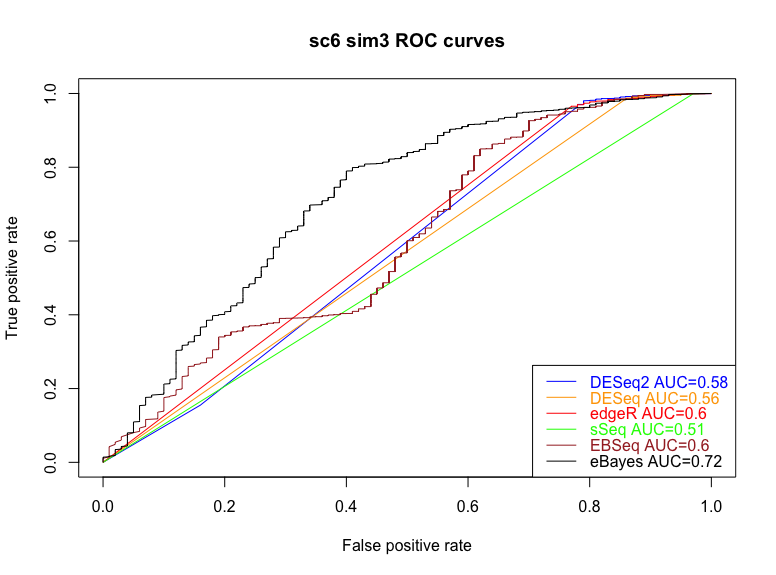 sc6 sim3 ROC curves
True positive rate
1.0
0.8
0.6
0.4
0.2
0.0
DESeq2 AUC=0.58
DESeq AUC=0.56
edgeR AUC=0.6
sSeq AUC=0.51
EBSeq AUC=0.6
eBayes AUC=0.72
0.0 0.2 0.4 0.6 0.8 1.0
False positive rate